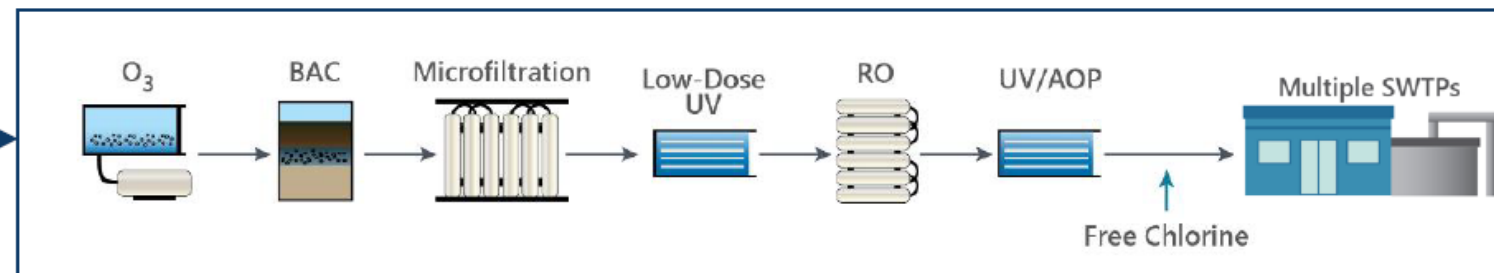 O₃
BAC
Microfiltration
Low-Dose
UV
RO
UV/AOP
Multiple SWTPs
Free Chlorine